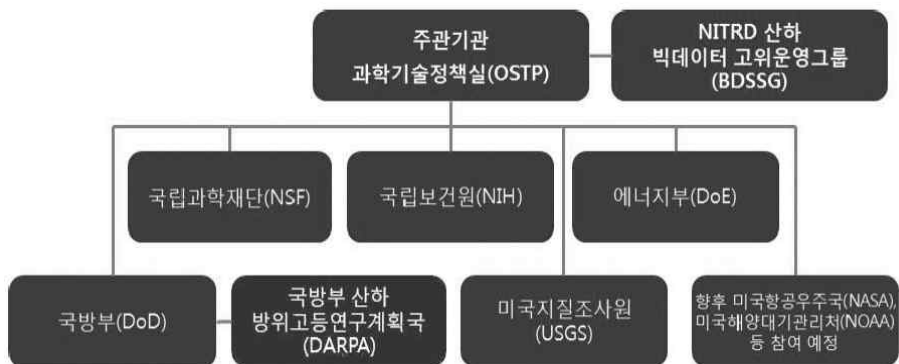 주관기관
과학기술정책실(OSTP)
NITRD 산하
빅데이터 고위운영그룹
(BDSSG)
국립과학재단(NSF)
국립보건원(NIH)
에너지부(DoE)
국방부(DoD)
국방부 산하
방위고등연구계획국
(DARPA)
미국지질조사원
(USGS)
향후 미국항공우주국(NASA),
미국해양대기관리처(NOAA)
등 참여 예정